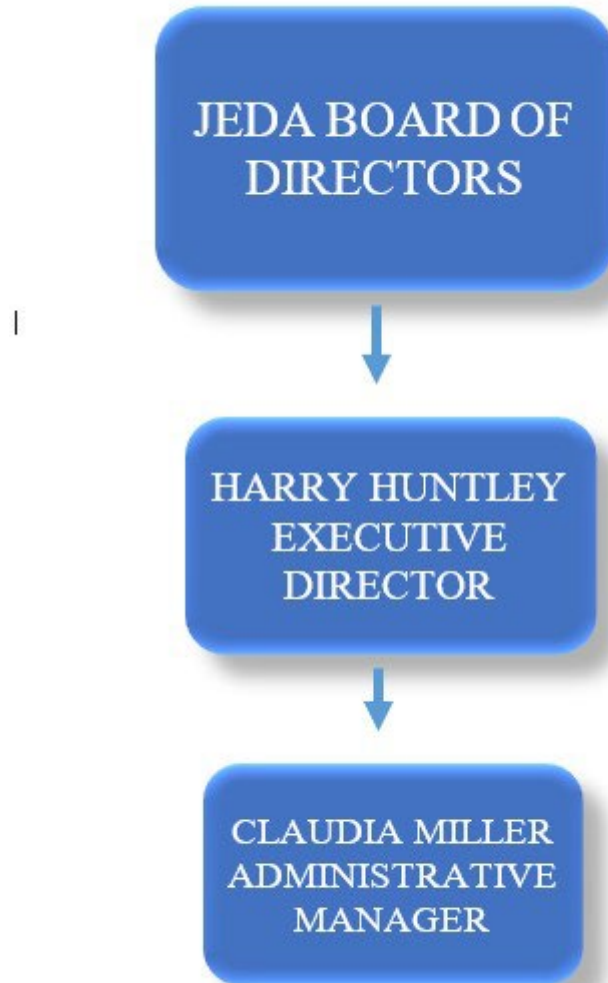 JEDA BOARD OF
DIRECTORS
HARRY HUNTLEY
EXECUTIVE
DIRECTOR
CLAUDIA MILLER
ADMINISTRATIVE
MANAGER